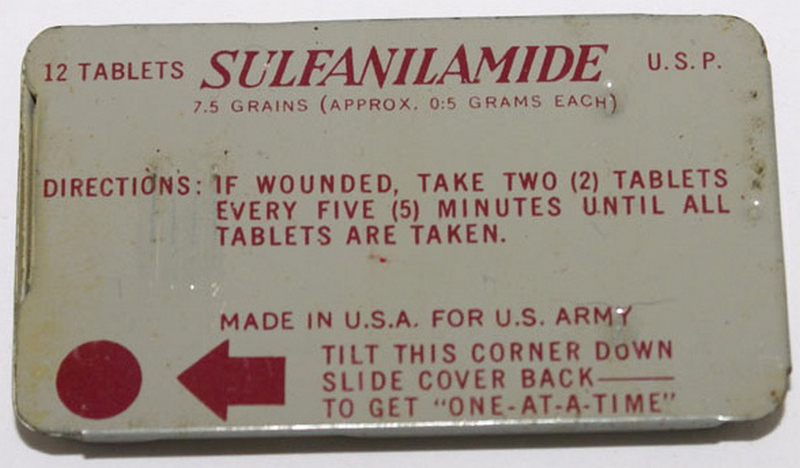 12 TABLETS SULFANILAMIDE U.S.P.
7.5 GRAINS (APPROX. 0:5 GRAMS EACH)
DIRECTIONS: IF WOUNDED, TAKE TWO (2) TABLETS
EVERY FIVE (5) MINUTES UNTIL ALL
TABLETS ARE TAKEN.
MADE IN U.S.A. FOR U.S. ARMY
TILT THIS CORNER DOWN
SLIDE COVER BACK—
TO GET "ONE-AT-A-TIME"